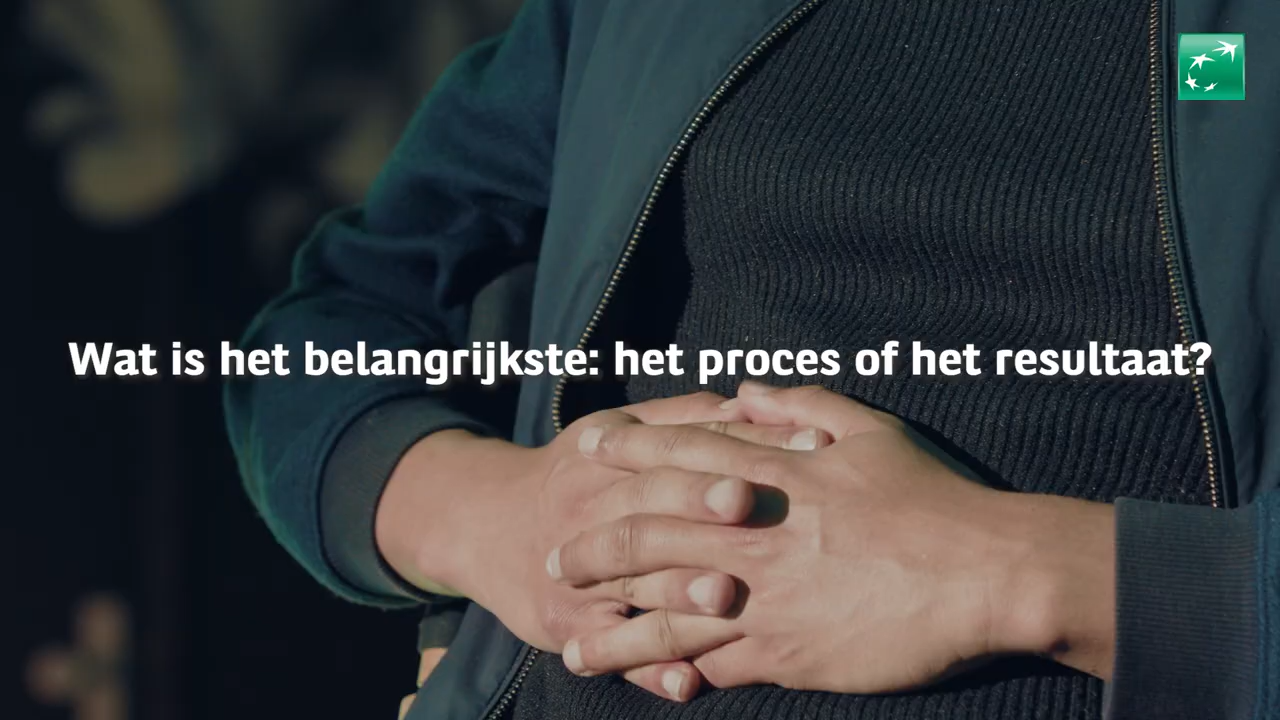 Wat is het belangrijkste: het proces of het resultaat?